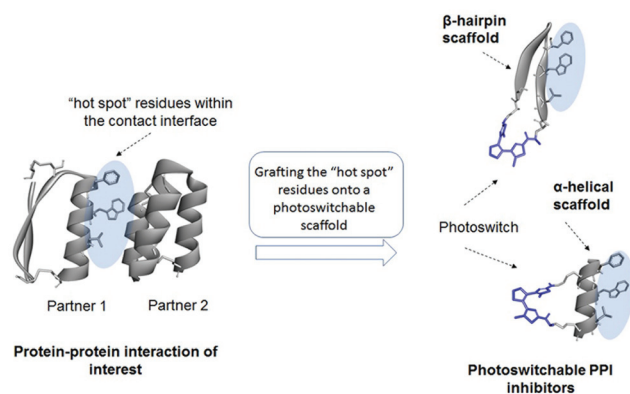 “hot spot” residues within
the contact interface
Partner 1
Partner 2
Protein-protein interaction of
interest
Grafting the “hot spot”
residues onto a
photoswitchable
scaffold
β-hairpin
scaffold
Photoswitch
α-helical
scaffold
Photoswitchable PPI
inhibitors